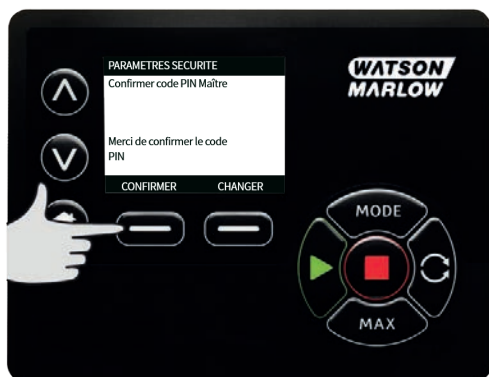 PARAMETRES SECURITE
WATSON
MARLOW
Confirmer code PIN Maître
Merci de confirmer le code
PIN
CONFIRMER CHANGER
MODE
MAX